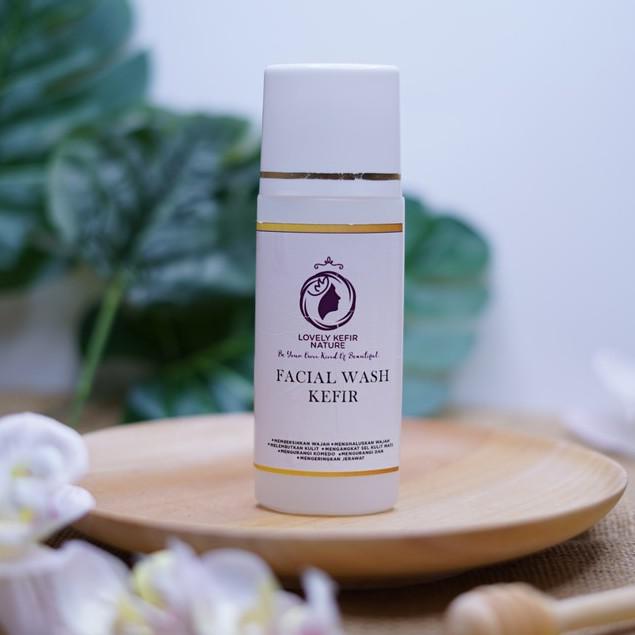 LOVELY KEFIR
NATURE
Be Your Own Kind Of Beautiful
FACIAL WASH
KEFIR
•MEMBERSIHKAN WAJAH •MENGHALUSKAN WAJAH
•MELEMBUTKAN KULIT •MENGANGKAT SEL KULIT MATI
•MENGURANGI KOMEDO •MENGURANGI DAN
•MENGERINGKAN JERAWAT